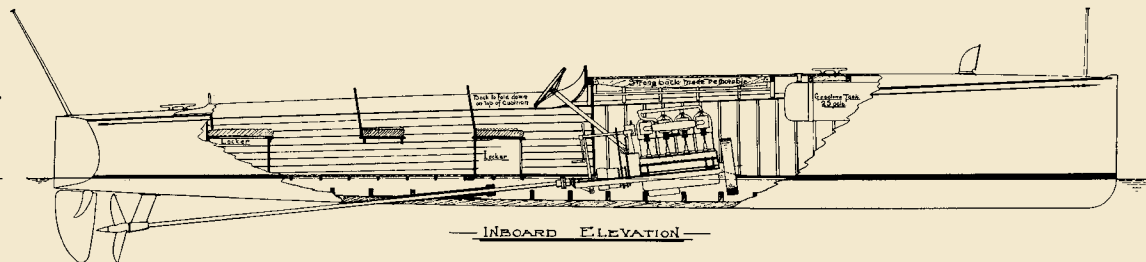 Strong back made removable
Back to fold down
on top of cushion
Gasoline Tank
25 gals
Locker
Locker
INBOARD ELEVATION